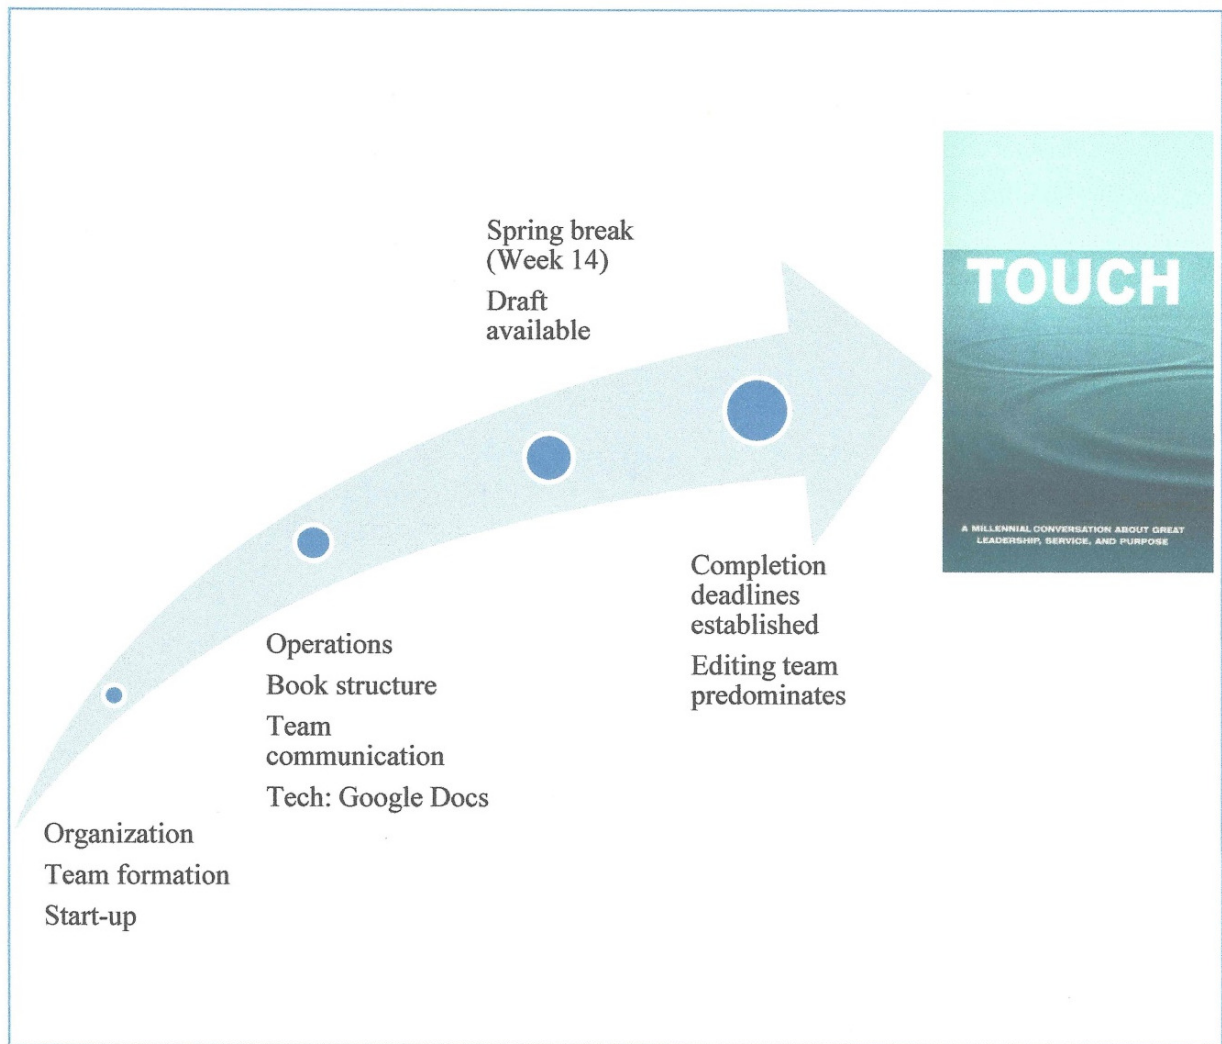 Organization
Team formation
Start-up
Operations
Book structure
Team
communication
Tech: Google Docs
Spring break
(Week 14)
Draft
available
Completion
deadlines
established
Editing team
predominates
TOUCH
A MILLENNIAL CONVERSATION ABOUT GREAT
LEADERSHIP, SERVICE, AND PURPOSE